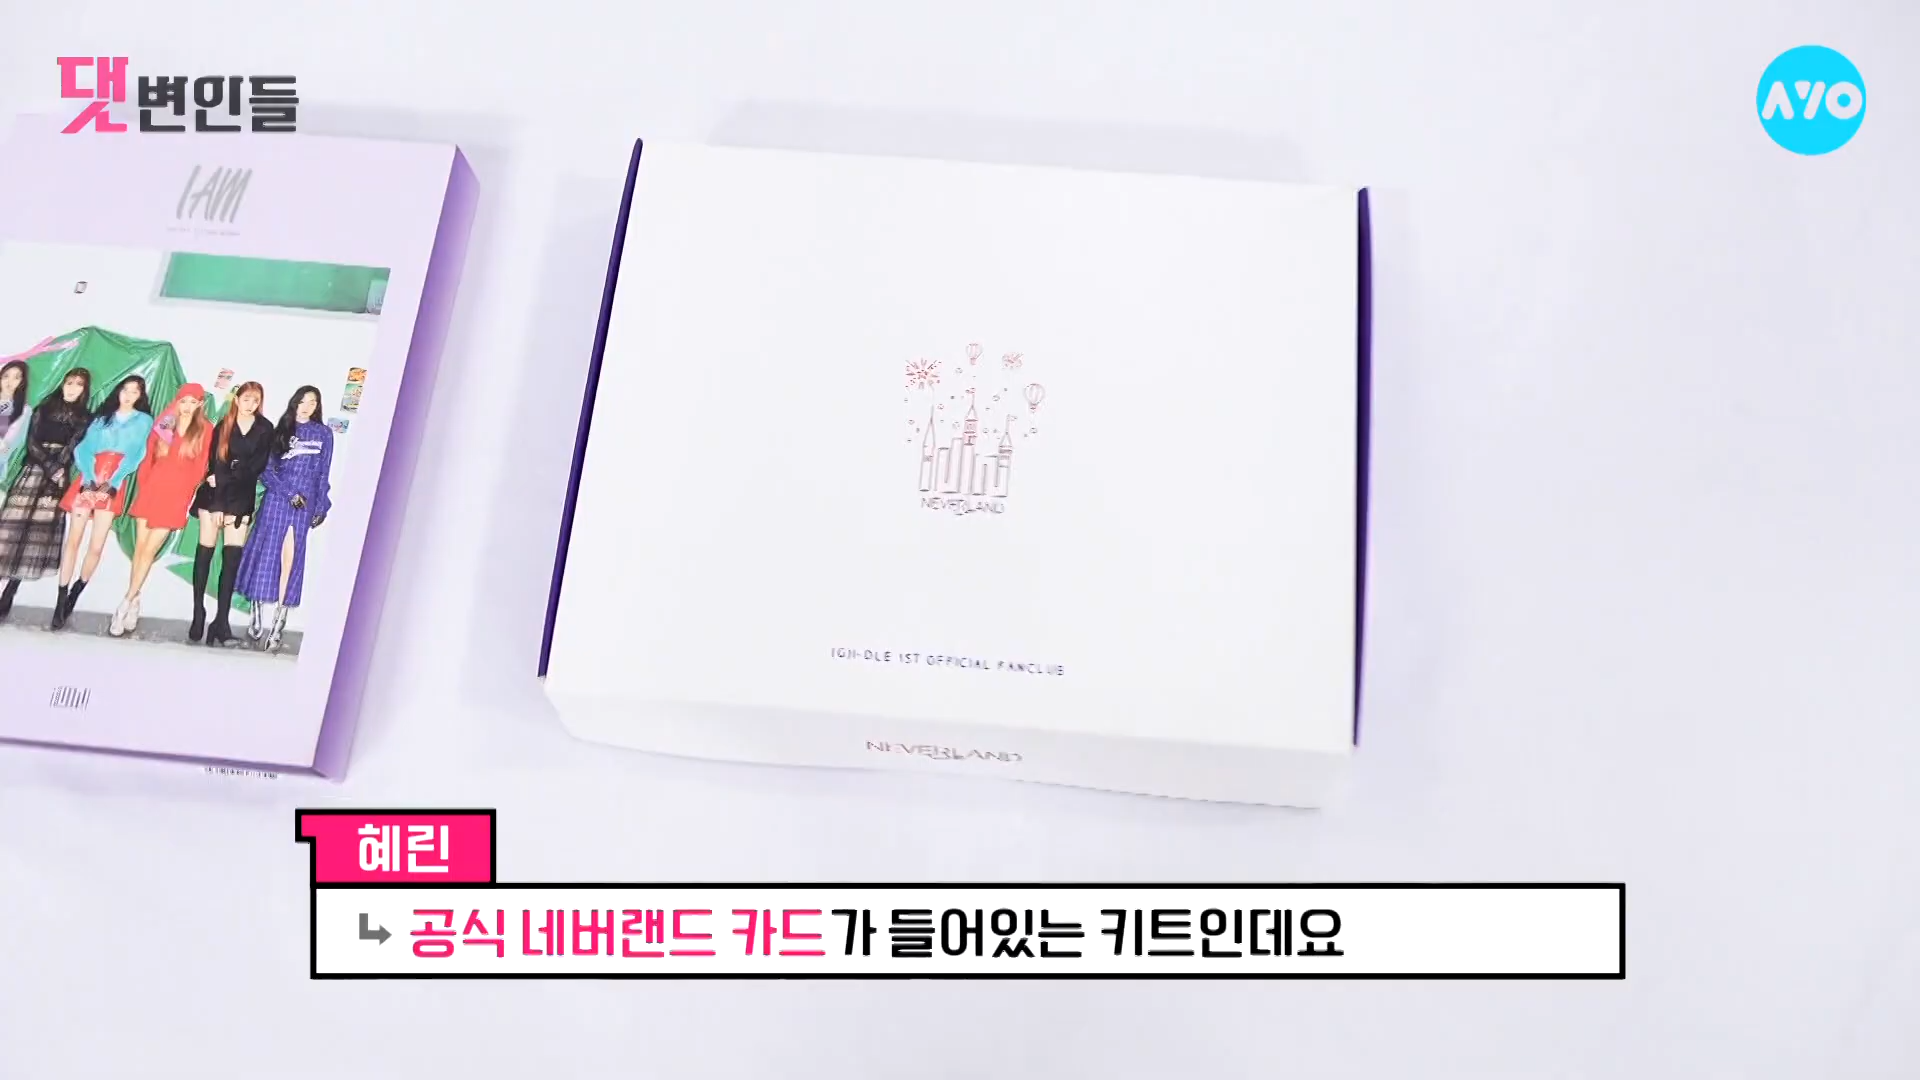 댓변인들
AYO
I AM
NEVERLAND
(G)I-DLE 1ST OFFICIAL FANCLUB
NEVERLAND
혜린
공식 네버랜드 카드가 들어있는 키트인데요